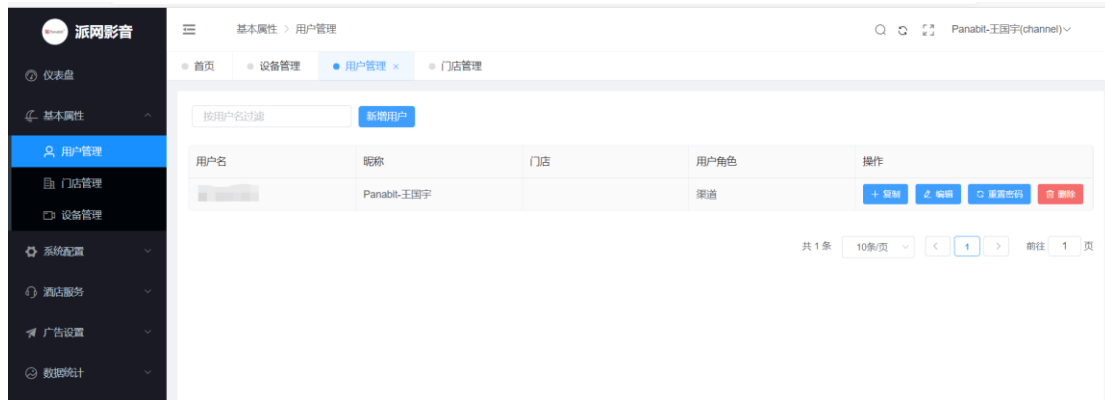 派网影音
基本属性 > 用户管理
Panabit-王国宇(channel)
首页
设备管理
用户管理 ×
门店管理
仪表盘
基本属性
用户管理
门店管理
设备管理
系统配置
酒店服务
广告设置
数据统计
按用户名过滤
新增用户
用户名 昵称 门店 用户角色 操作
Panabit-王国宇 渠道 + 复制 编辑 重置密码 删除
共 1 条 10条/页 < 1 > 前往 1 页